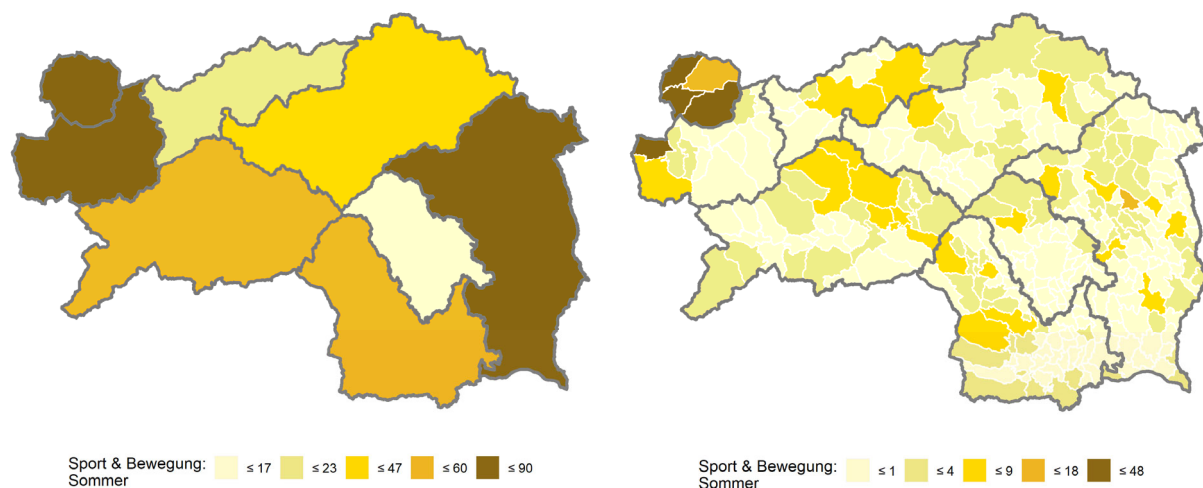 Sport & Bewegung: ≤ 17 ≤ 23 ≤ 47 ≤ 60 ≤ 90
Sommer
Sport & Bewegung: ≤ 1 ≤ 4 ≤ 9 ≤ 18 ≤ 48
Sommer